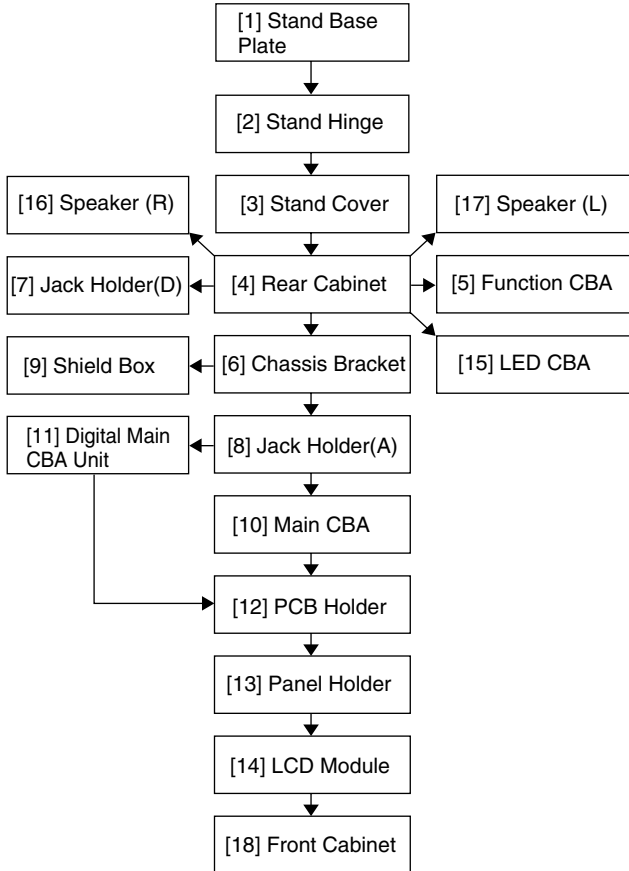 [1] Stand Base
Plate
[2] Stand Hinge
[16] Speaker (R)
[3] Stand Cover
[17] Speaker (L)
[7] Jack Holder(D)
[4] Rear Cabinet
[5] Function CBA
[9] Shield Box
[6] Chassis Bracket
[15] LED CBA
[11] Digital Main
CBA Unit
[8] Jack Holder(A)
[10] Main CBA
[12] PCB Holder
[13] Panel Holder
[14] LCD Module
[18] Front Cabinet